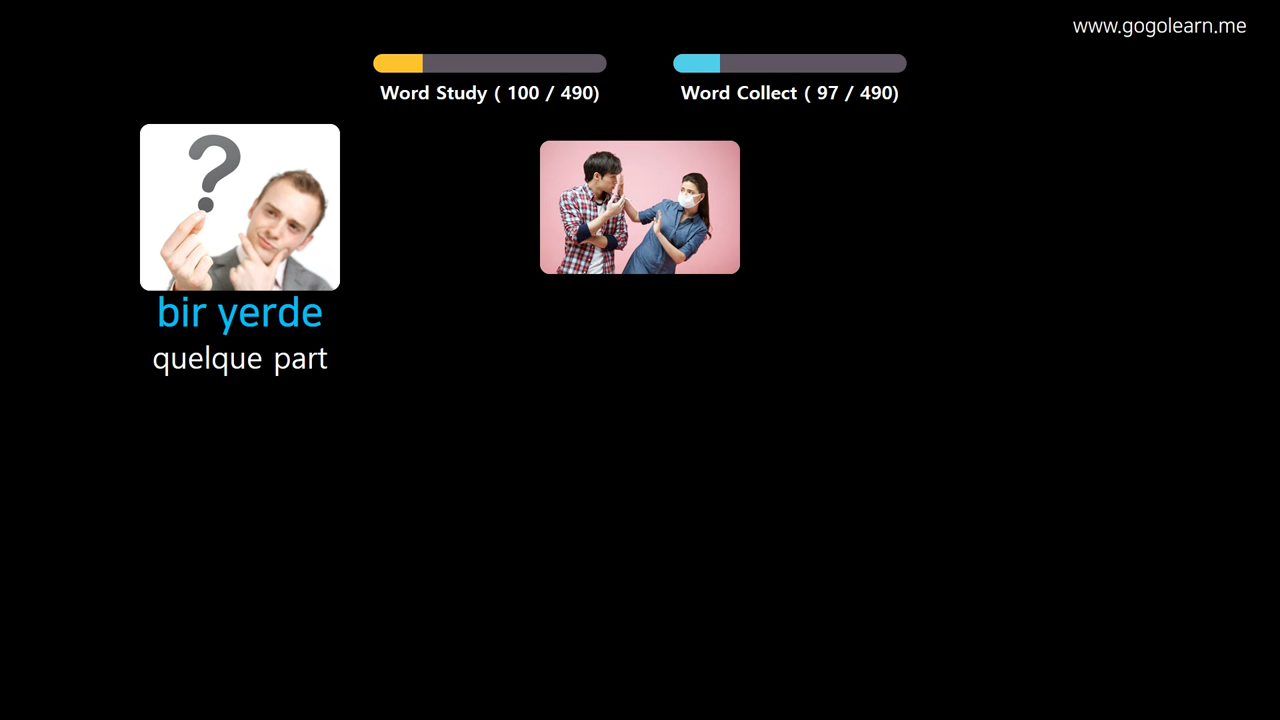 www.gogolearn.me
Word Study ( 100 / 490)
Word Collect ( 97 / 490)
bir yerde
quelque part